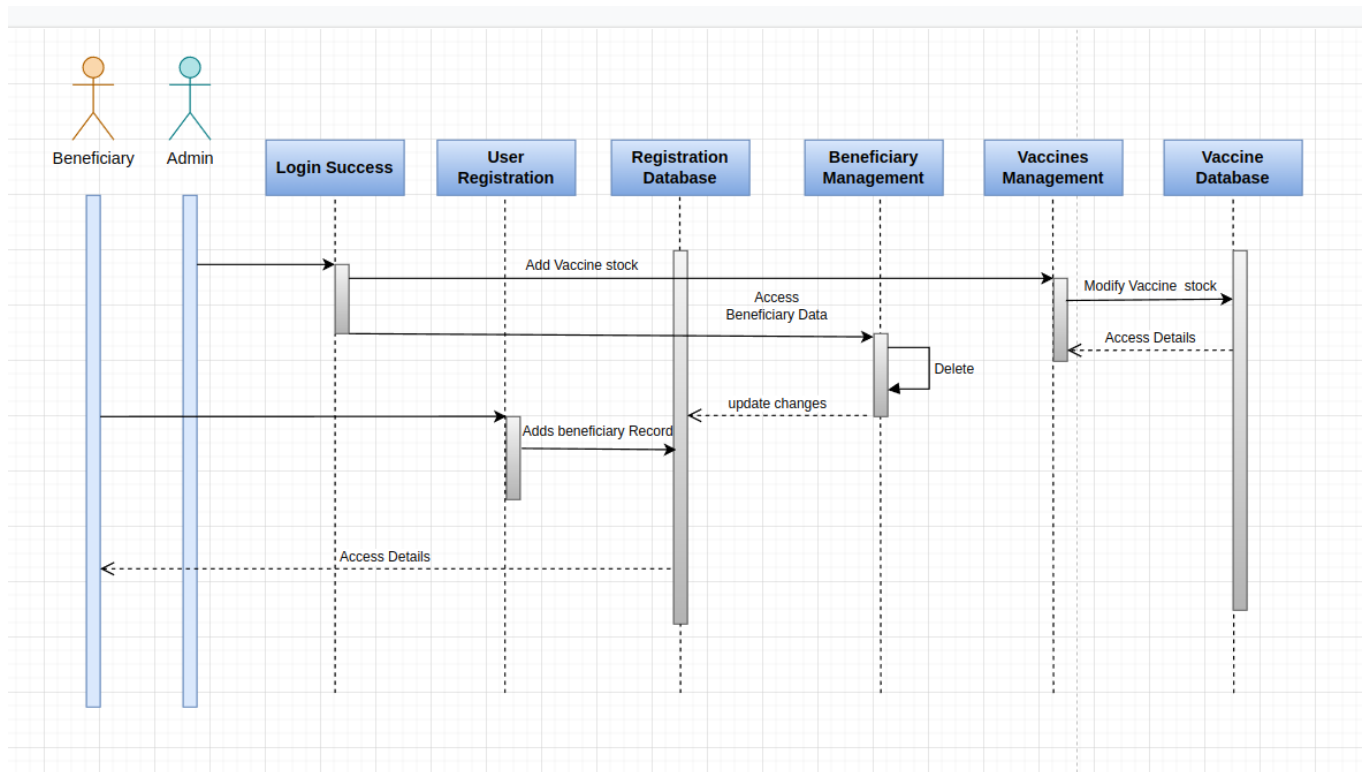 Beneficiary
Admin
Login Success
User
Registration
Registration
Database
Beneficiary
Management
Vaccines
Management
Vaccine
Database
Add Vaccine stock
Modify Vaccine stock
Access
Beneficiary Data
Access Details
Delete
update changes
Adds beneficiary Record
Access Details